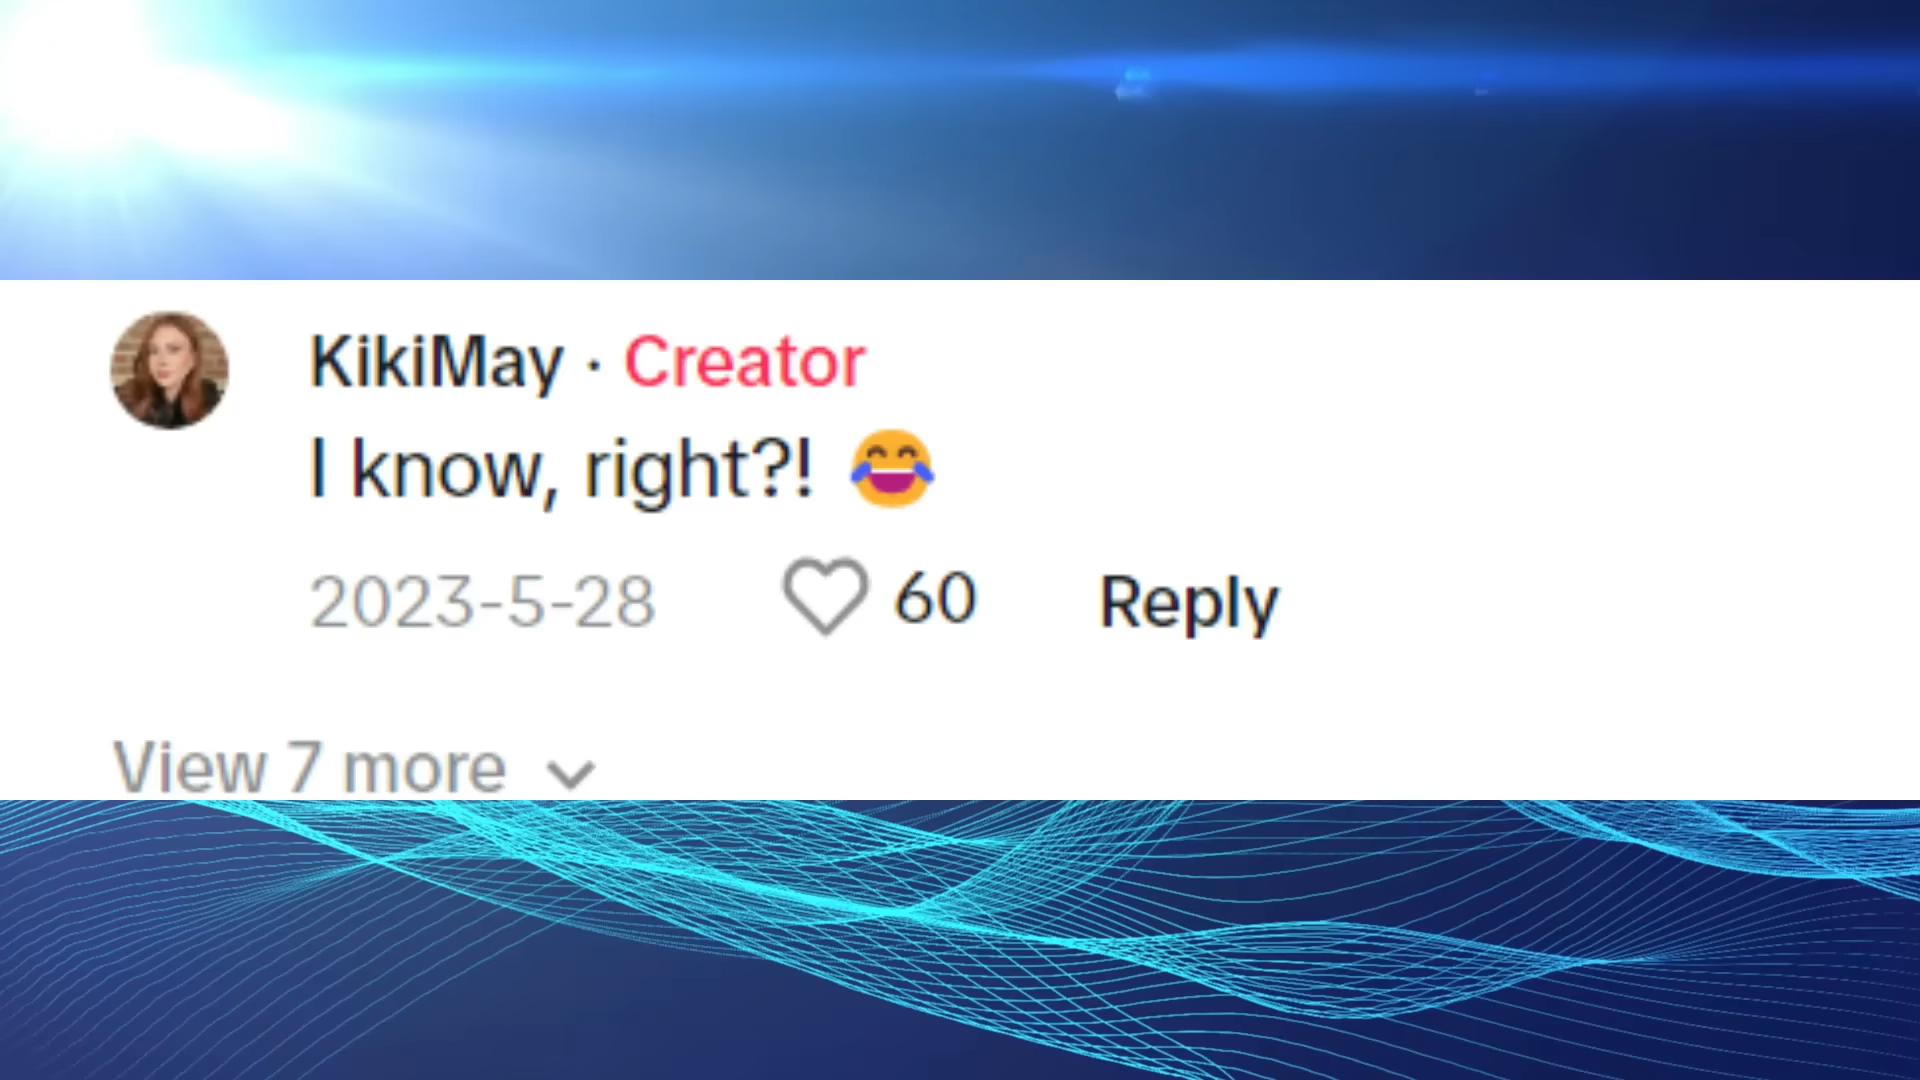 KikiMay · Creator
I know, right?! 😂
2023-5-28 60 Reply
View 7 more